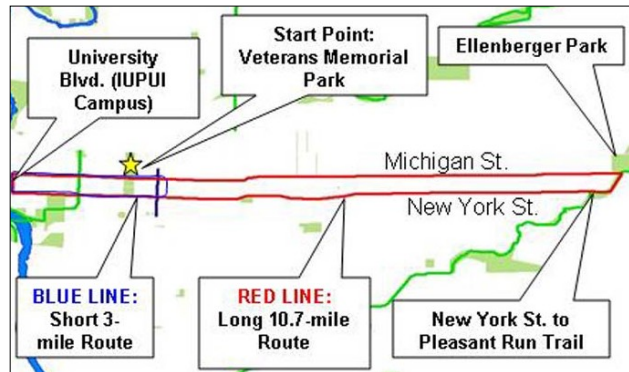 University
Blvd. (IUPUI
Campus)
Start Point:
Veterans Memorial
Park
Ellenberger Park
Michigan St.
New York St.
BLUE LINE:
Short 3-
mile Route
RED LINE:
Long 10.7-mile
Route
New York St. to
Pleasant Run Trail